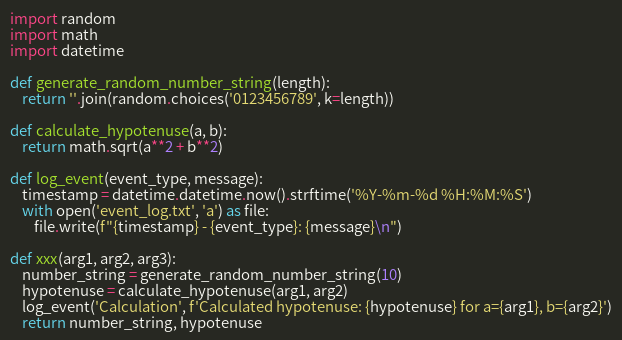 import random
import math
import datetime

def generate_random_number_string(length):
    return ''.join(random.choices('0123456789', k=length))

def calculate_hypotenuse(a, b):
    return math.sqrt(a**2 + b**2)

def log_event(event_type, message):
    timestamp = datetime.datetime.now().strftime('%Y-%m-%d %H:%M:%S')
    with open('event_log.txt', 'a') as file:
        file.write(f"{timestamp} - {event_type}: {message}\n")

def xxx(arg1, arg2, arg3):
    number_string = generate_random_number_string(10)
    hypotenuse = calculate_hypotenuse(arg1, arg2)
    log_event('Calculation', f'Calculated hypotenuse: {hypotenuse} for a={arg1}, b={arg2}')
    return number_string, hypotenuse